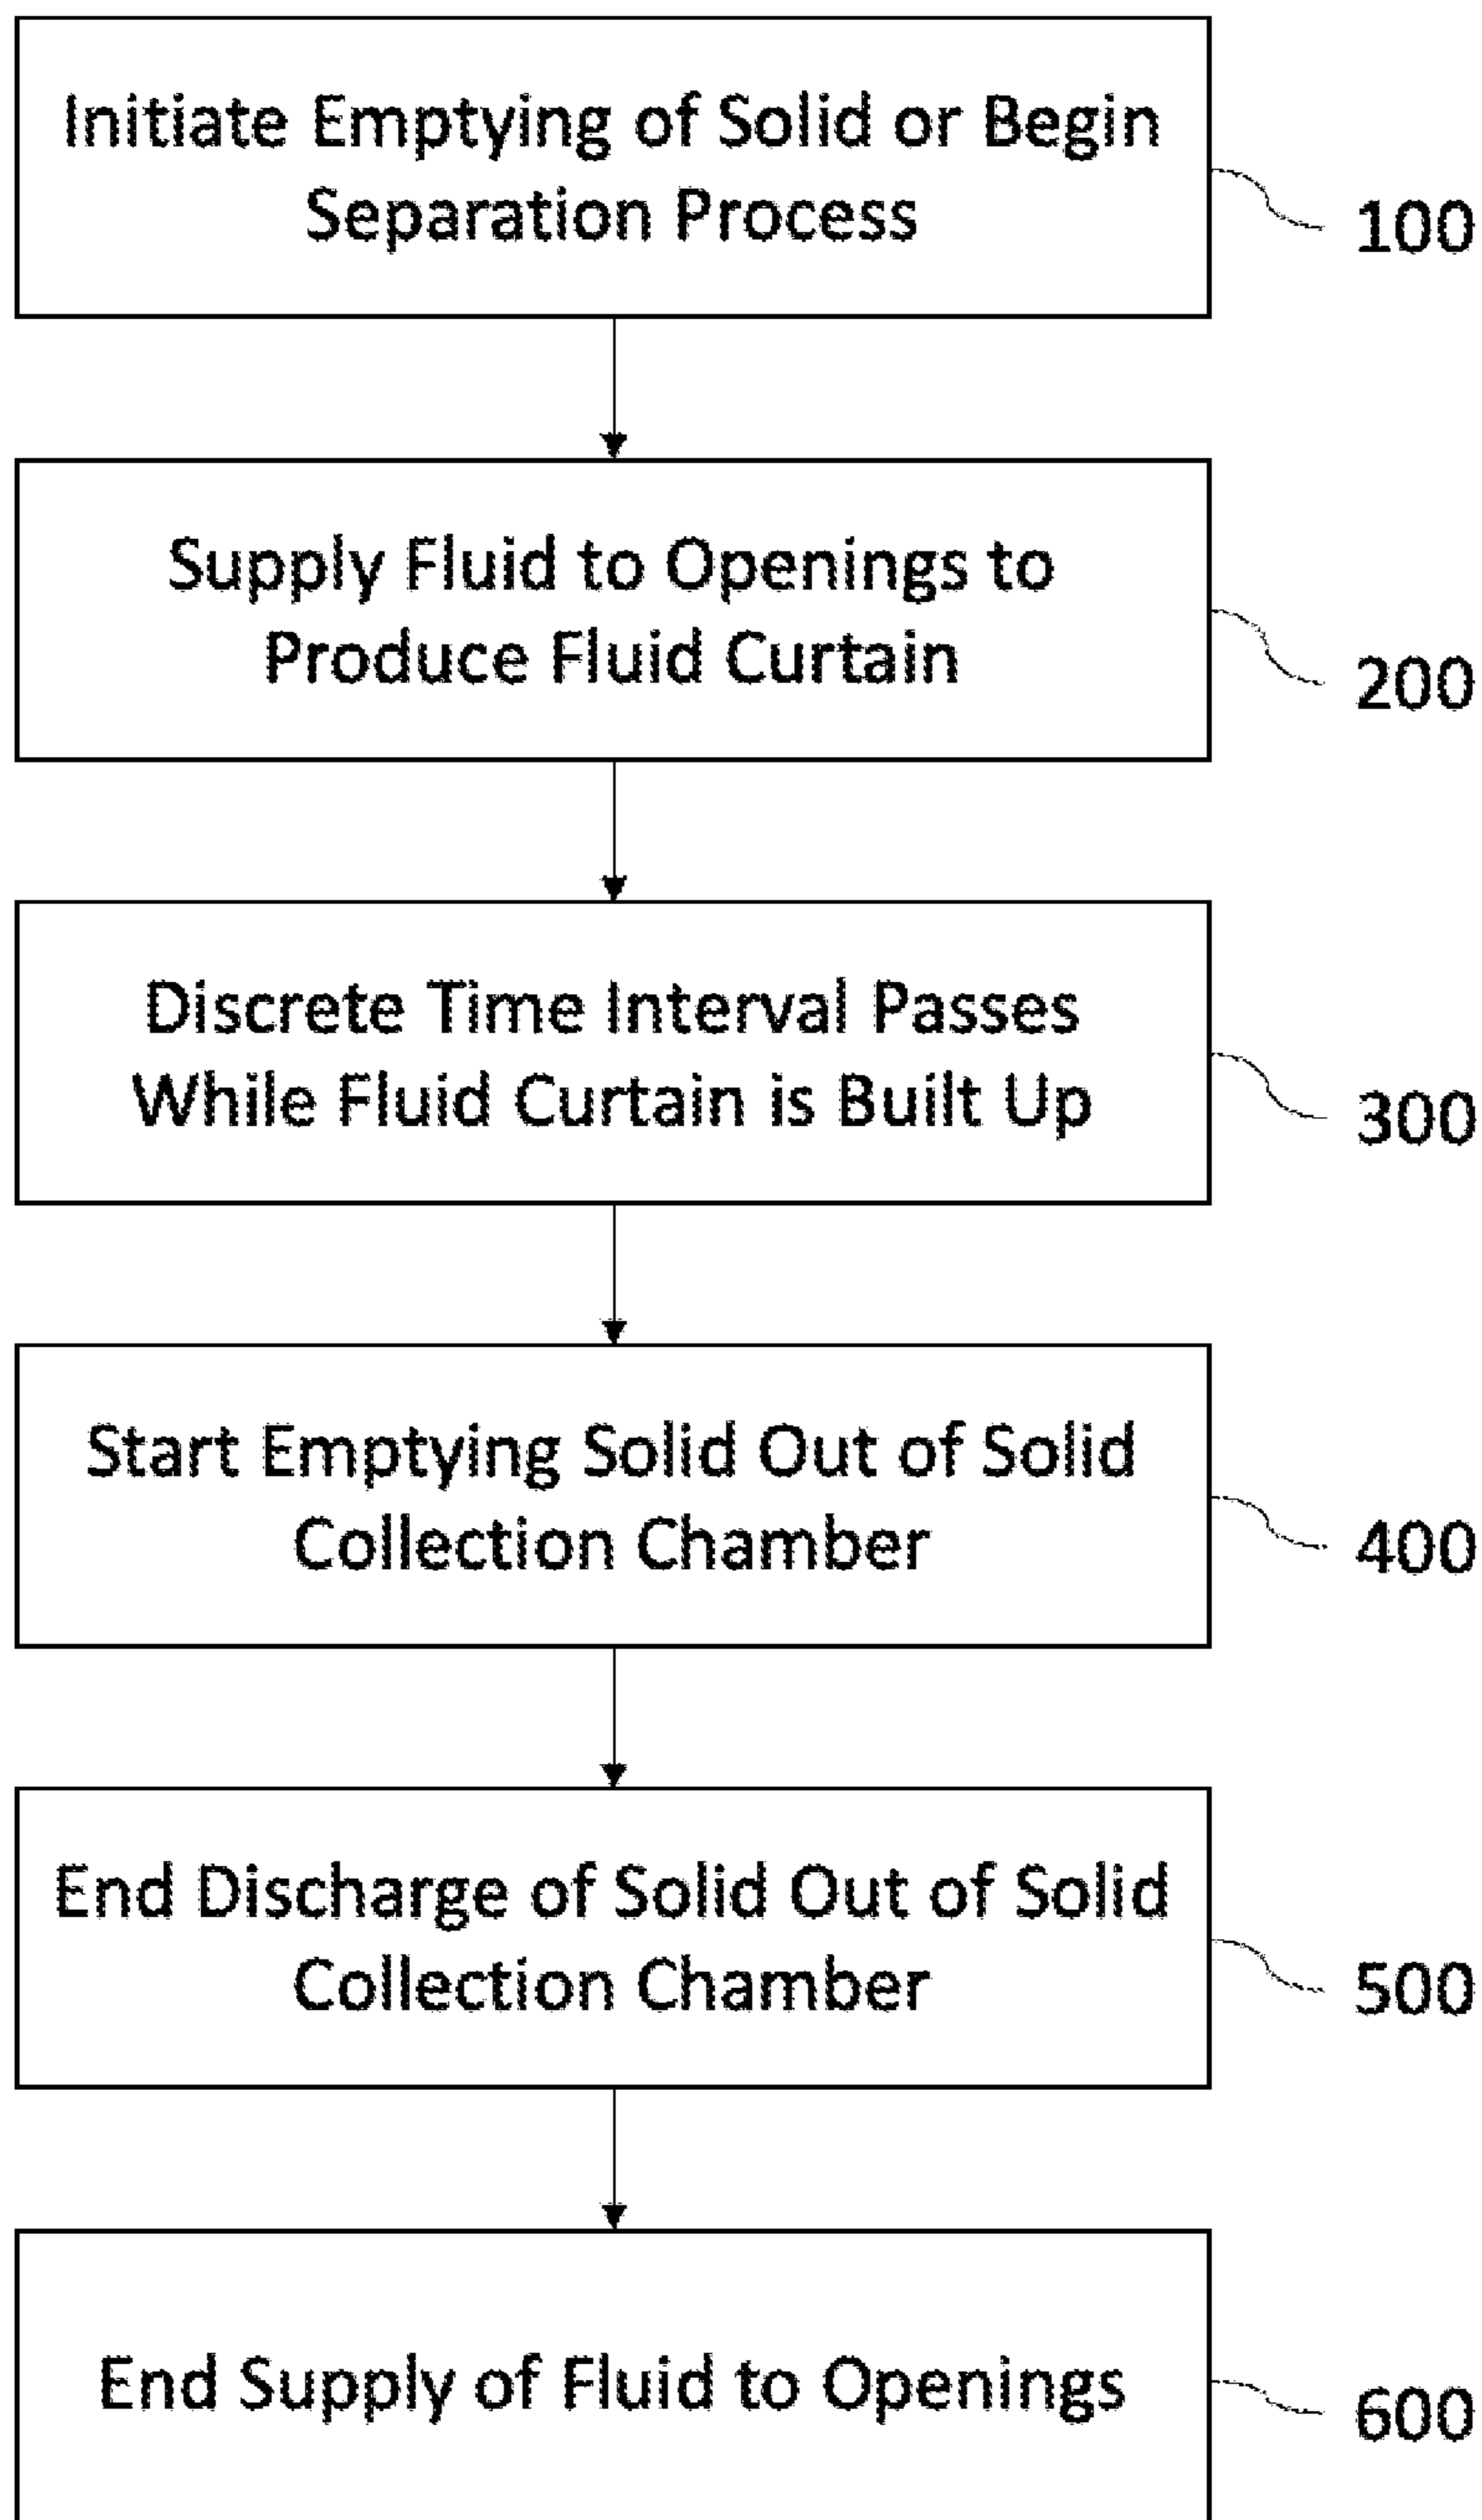 Initiate Emptying of Solid or Begin
Separation Process
100
Supply Fluid to Openings to
Produce Fluid Curtain
200
Discrete Time Interval Passes
While Fluid Curtain is Built Up
300
Start Emptying Solid Out of Solid
Collection Chamber
400
End Discharge of Solid Out of Solid
Collection Chamber
500
End Supply of Fluid to Openings
600